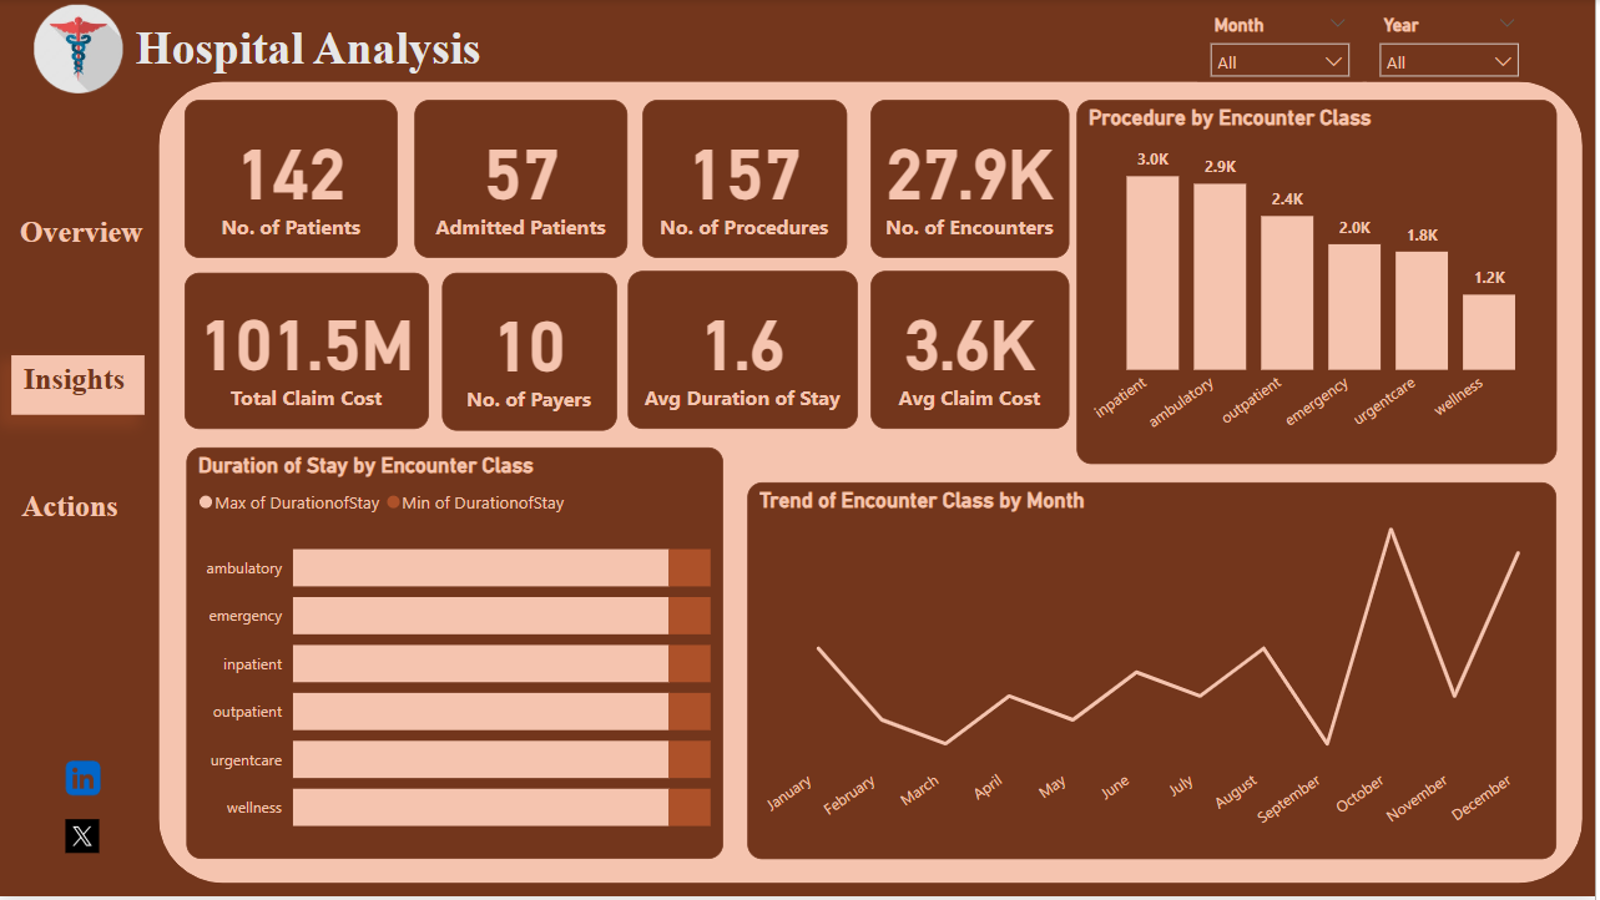 Hospital Analysis
Month
Year
All
All
Overview
Insights
Actions
142
No. of Patients
57
Admitted Patients
157
No. of Procedures
27.9K
No. of Encounters
101.5M
Total Claim Cost
10
No. of Payers
1.6
Avg Duration of Stay
3.6K
Avg Claim Cost
Procedure by Encounter Class
3.0K
2.9K
2.4K
2.0K
1.8K
1.2K
inpatient
ambulatory
outpatient
emergency
urgentcare
wellness
Duration of Stay by Encounter Class
Max of DurationofStay Min of DurationofStay
ambulatory
emergency
inpatient
outpatient
urgentcare
wellness
Trend of Encounter Class by Month
January
February
March
April
May
June
July
August
September
October
November
December
in
X